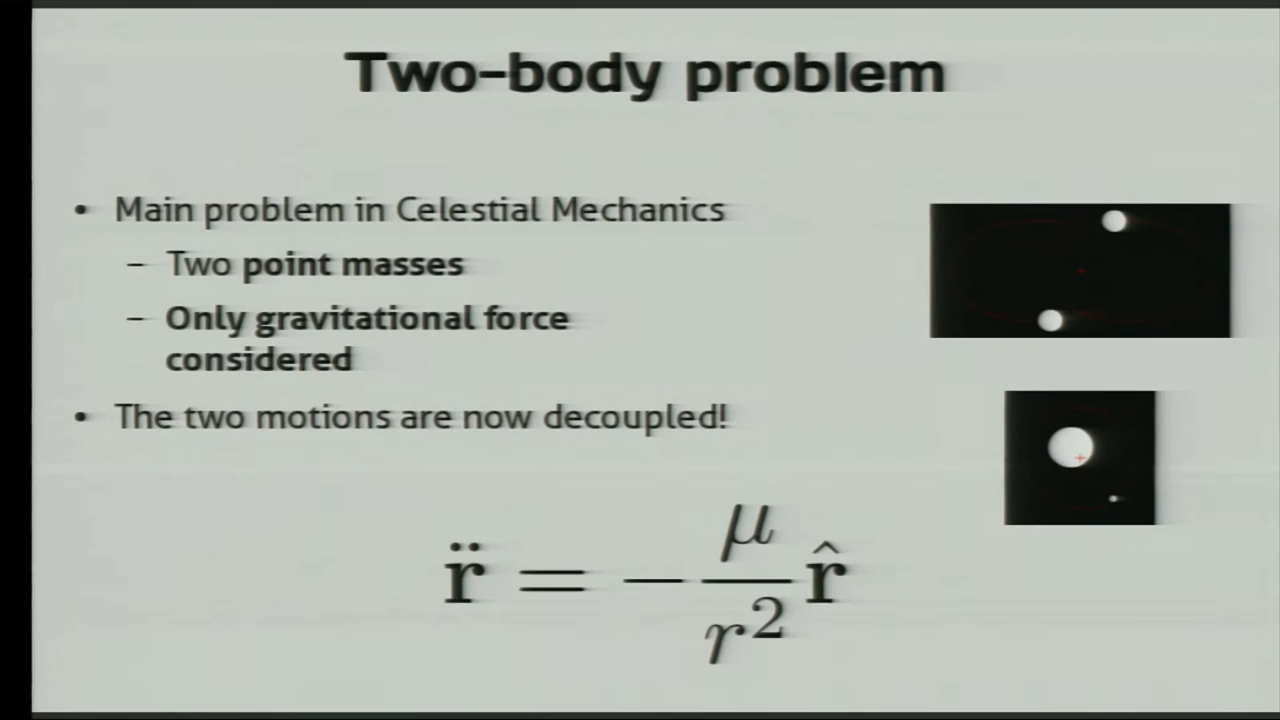 Two-body problem
• Main problem in Celestial Mechanics
– Two point masses
– Only gravitational force
considered
• The two motions are now decoupled!
r̈ = −μ/r² r̂